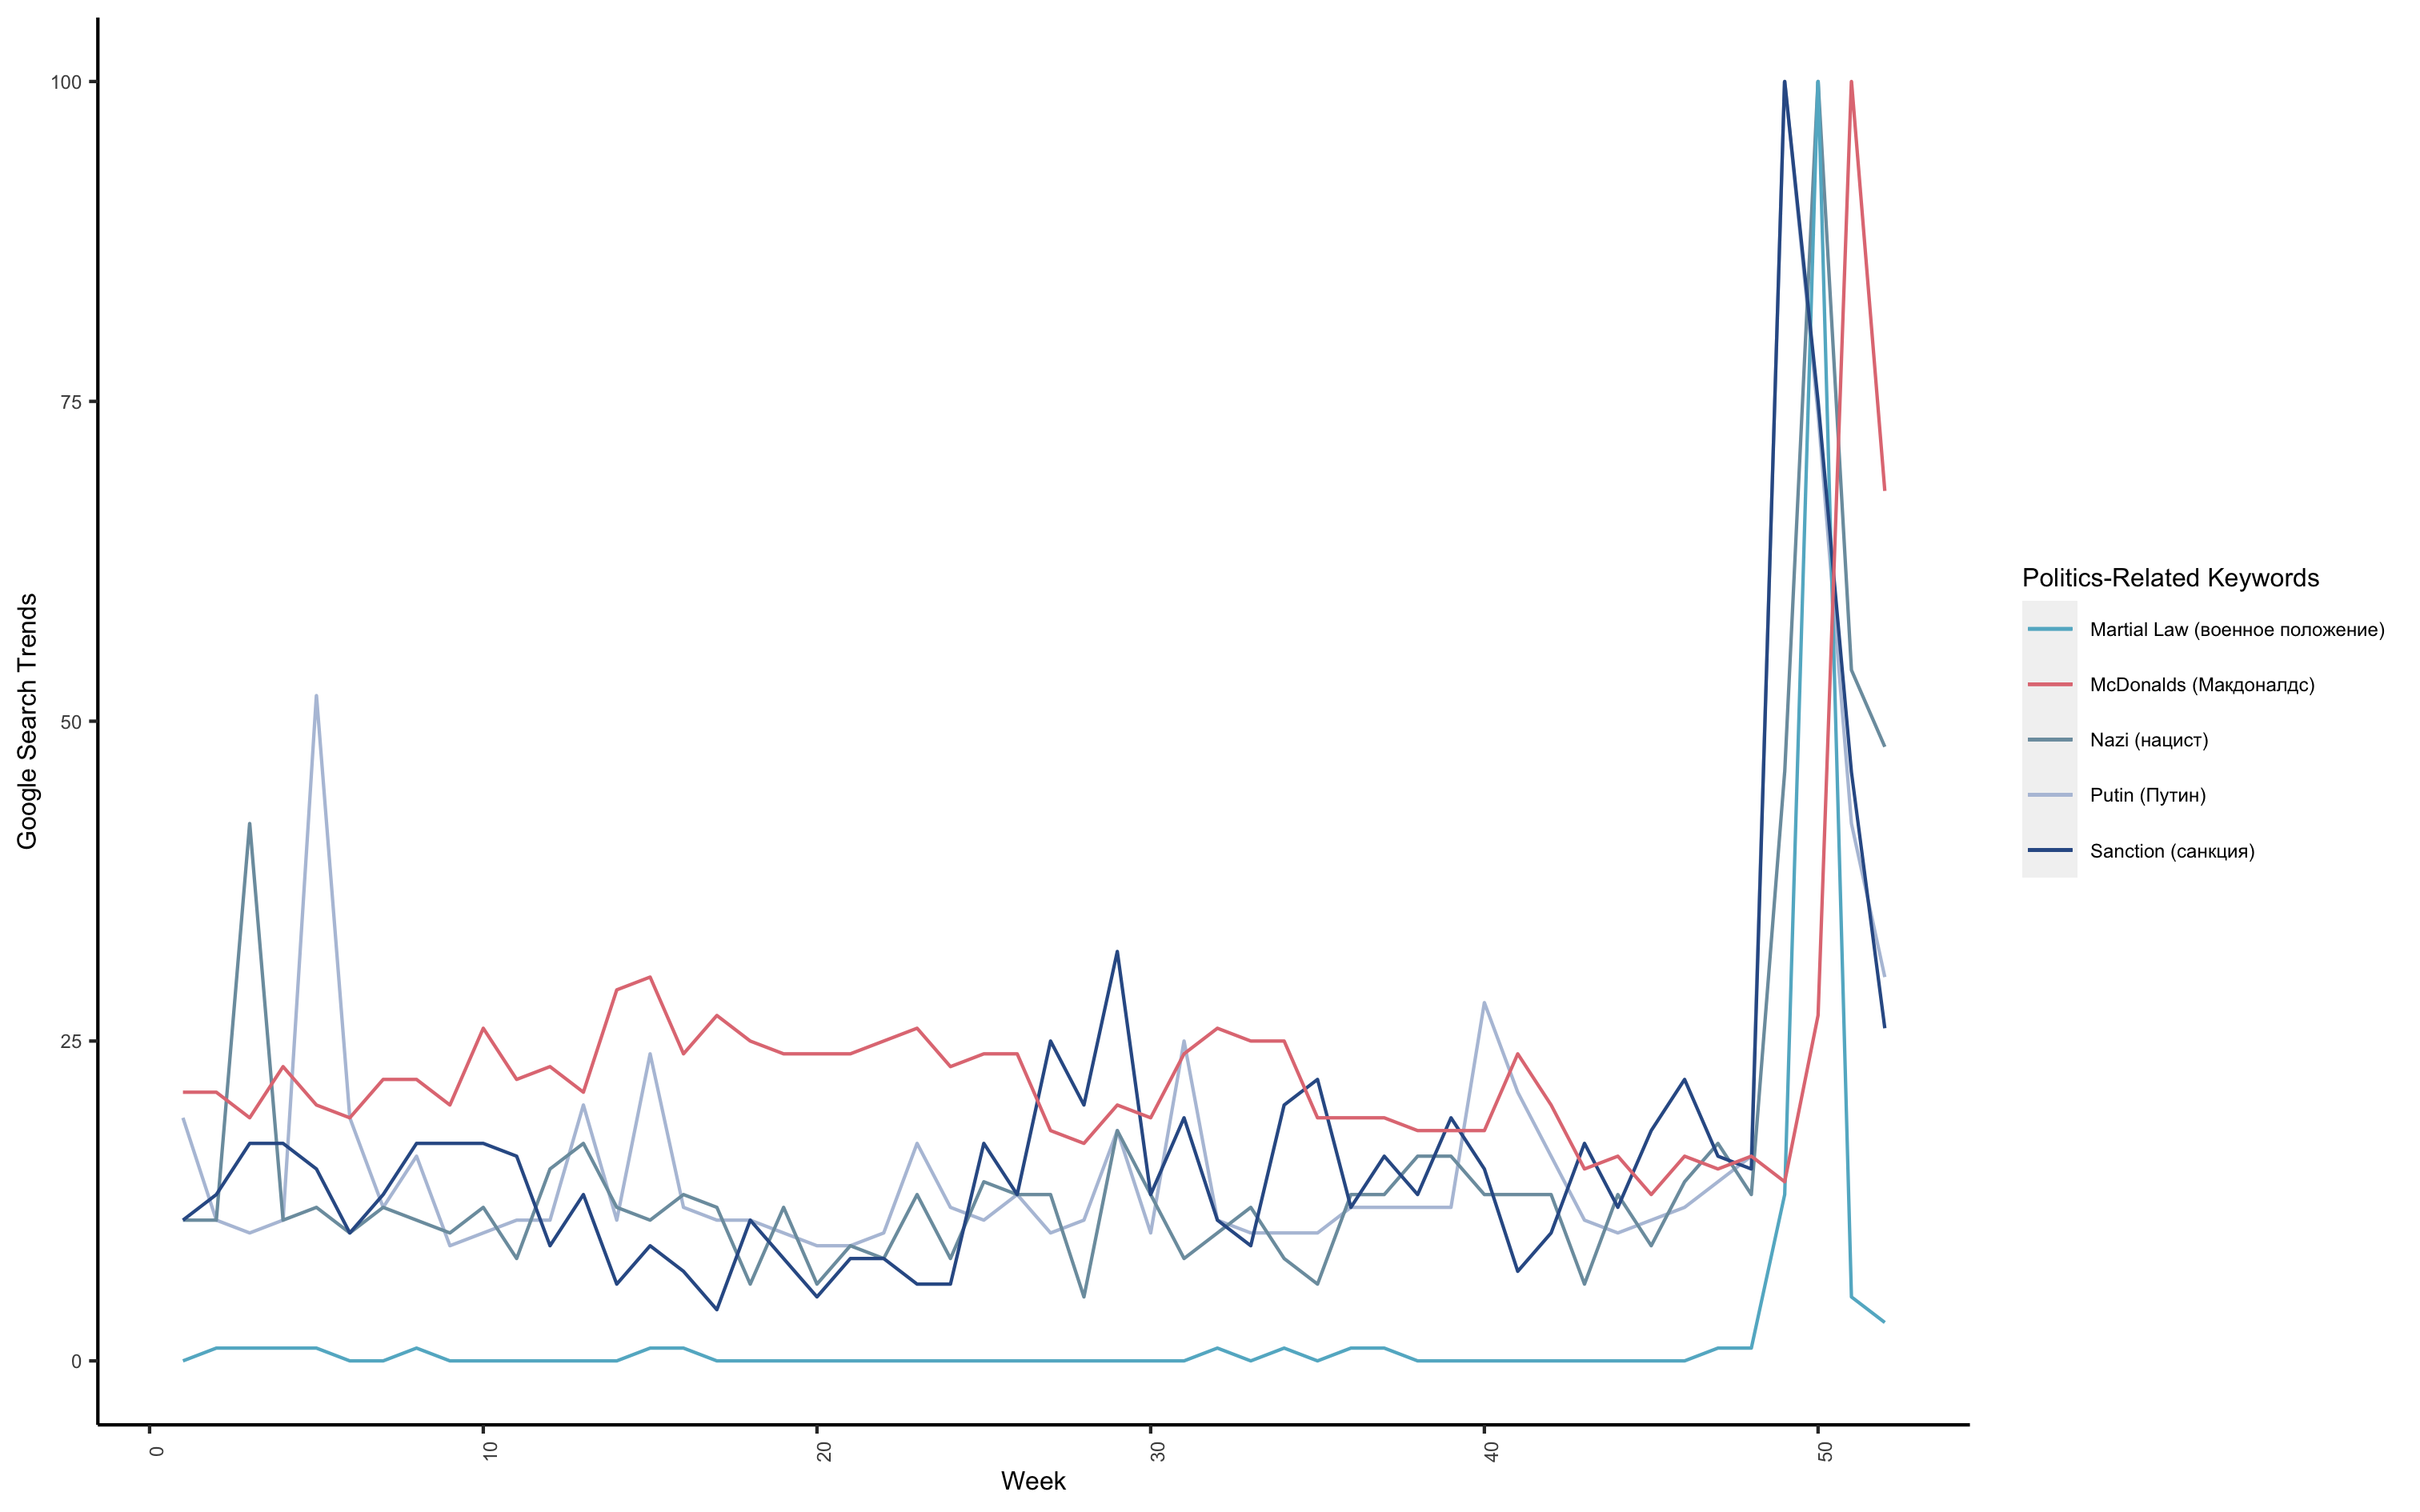 Google Search Trends
100
75
50
25
0
0
10
20
30
40
50
Week
Politics-Related Keywords
Martial Law (военное положение)
McDonalds (Макдоналдс)
Nazi (нацист)
Putin (Путин)
Sanction (санкция)